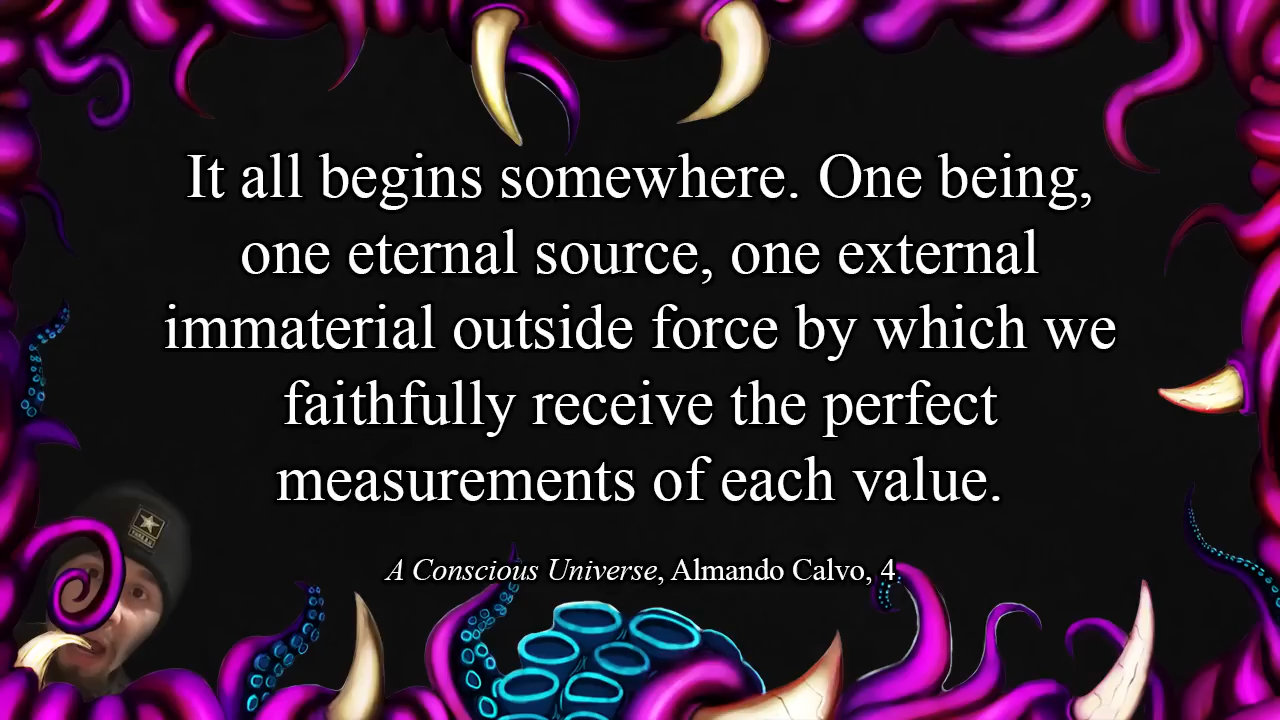 It all begins somewhere. One being,
one eternal source, one external
immaterial outside force by which we
faithfully receive the perfect
measurements of each value.
A Conscious Universe, Almando Calvo, 4